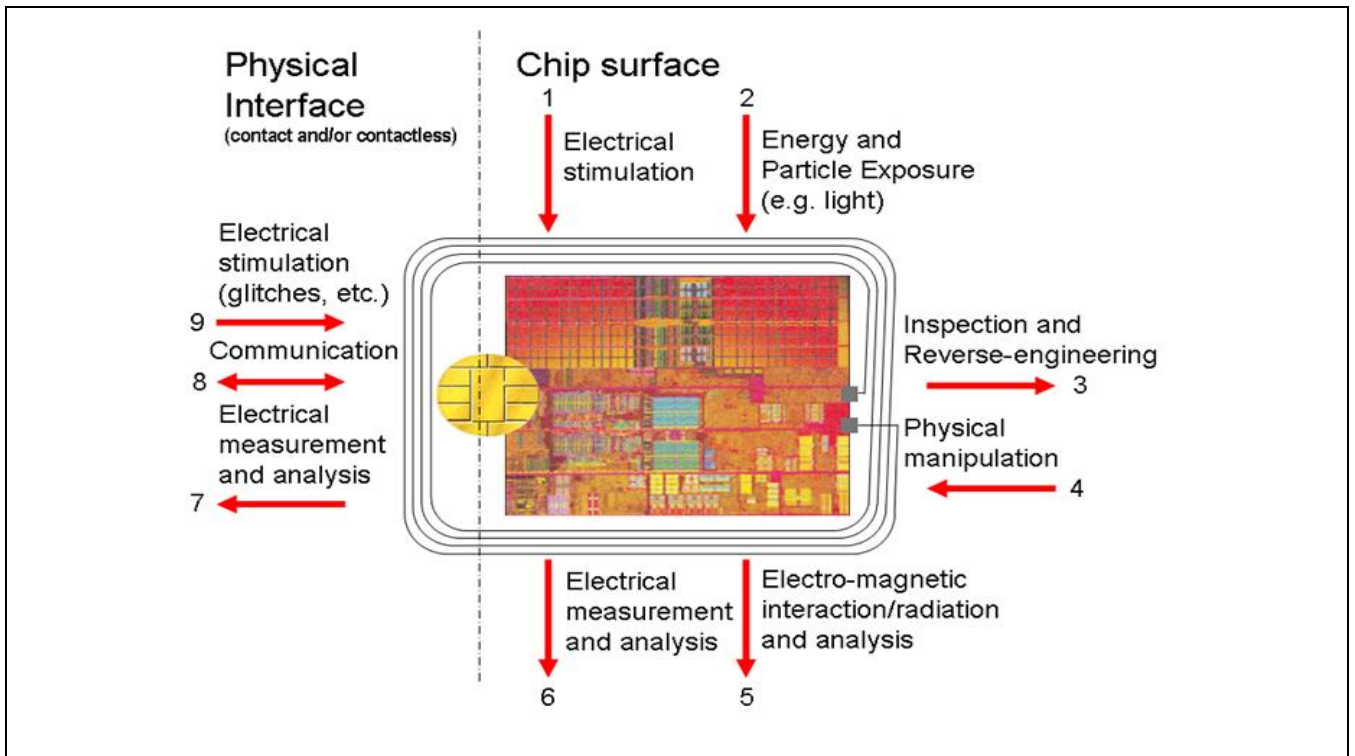 Physical
Interface
(contact and/or contactless)
Chip surface
1
Electrical
stimulation
2
Energy and
Particle Exposure
(e.g. light)
Electrical
stimulation
(glitches, etc.)
9
Communication
8
Electrical
measurement
and analysis
7
Inspection and
Reverse-engineering
3
Physical
manipulation
4
Electrical
measurement
and analysis
6
Electro-magnetic
interaction/radiation
and analysis
5